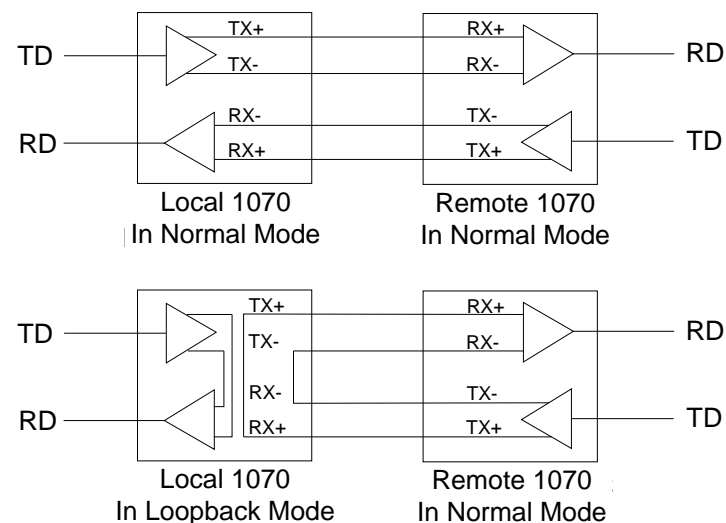 TX+ RX+
TD RD
TX- RX-
RX- TX-
RD TD
RX+ TX+
Local 1070 Remote 1070
In Normal Mode In Normal Mode
TX+ RX+
TD RD
TX- RX-
RX- TX-
RD TD
RX+ TX+
Local 1070 Remote 1070
In Loopback Mode In Normal Mode